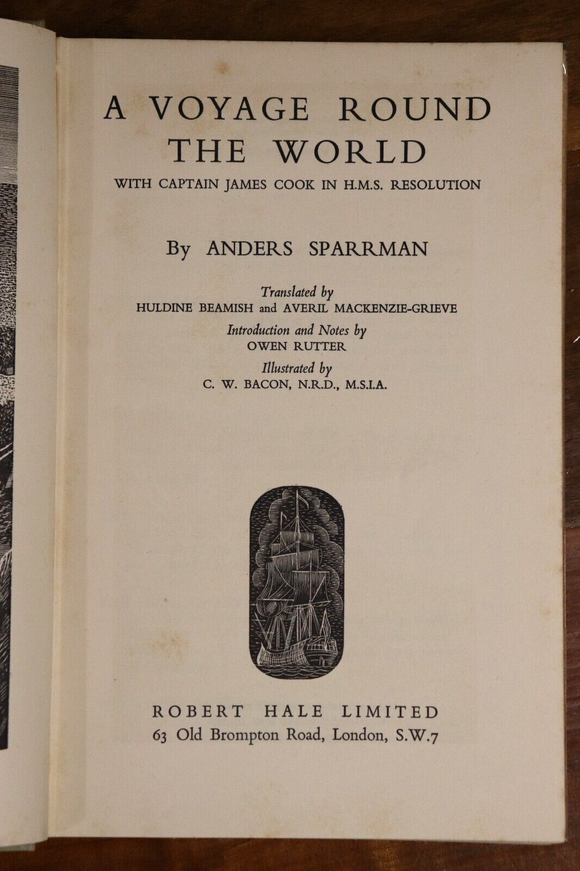 A VOYAGE ROUND
THE WORLD
WITH CAPTAIN JAMES COOK IN H.M.S. RESOLUTION
By ANDERS SPARRMAN
Translated by
HULDINE BEAMISH and AVERIL MACKENZIE-GRIEVE
Introduction and Notes by
OWEN RUTTER
Illustrated by
C. W. BACON, N.R.D., M.S.I.A.
ROBERT HALE LIMITED
63 Old Brompton Road, London, S.W.7